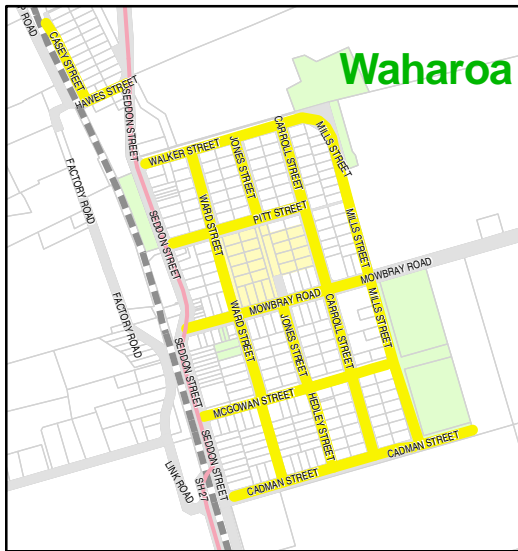 P ROAD
CASEY STREET
Waharoa
HAWES STREET
SEDDON STREET
FACTORY ROAD
WALKER STREET
JONES STREET
CARROLL STREET
MILLS STREET
WARD STREET
PITT STREET
SEDDON STREET
MILLS STREET
MOWBRAY ROAD
FACTORY ROAD
MOWBRAY ROAD
WARD STREET
JONES STREET
CARROLL STREET
MILLS STREET
SEDDON STREET
MCGOWAN STREET
HEDLEY STREET
SEDDON STREET
LINK ROAD
SH 27
CADMAN STREET
CADMAN STREET